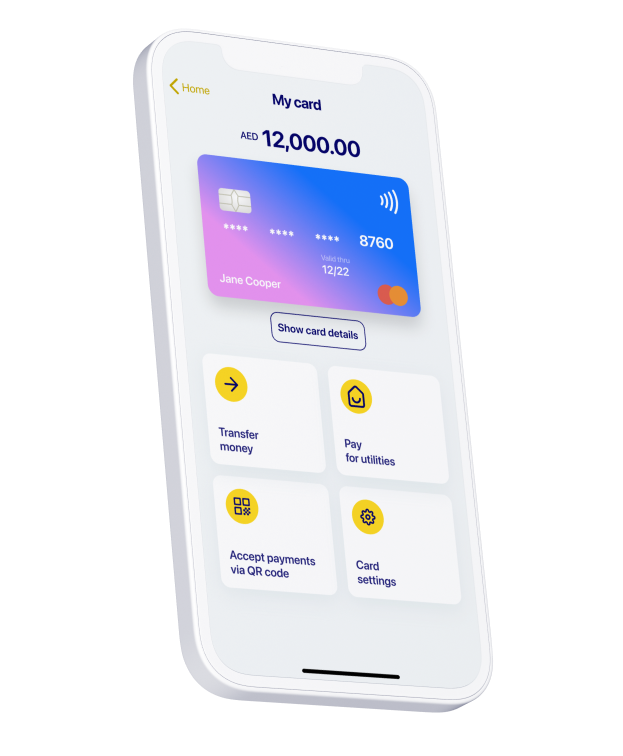 Home
My card
AED 12,000.00
**** **** **** 8760
Valid thru
12/22
Jane Cooper
Show card details
Transfer
money
Pay
for utilities
Accept payments
via QR code
Card
settings